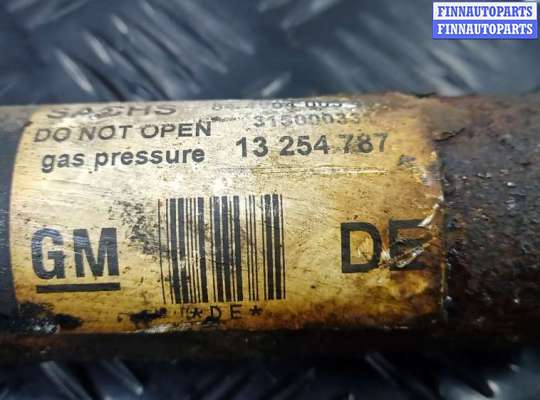 FINNAUTOPARTS
FINNAUTOPARTS
SACHS
DO NOT OPEN
gas pressure 13 254 787
GM DE
*DE*